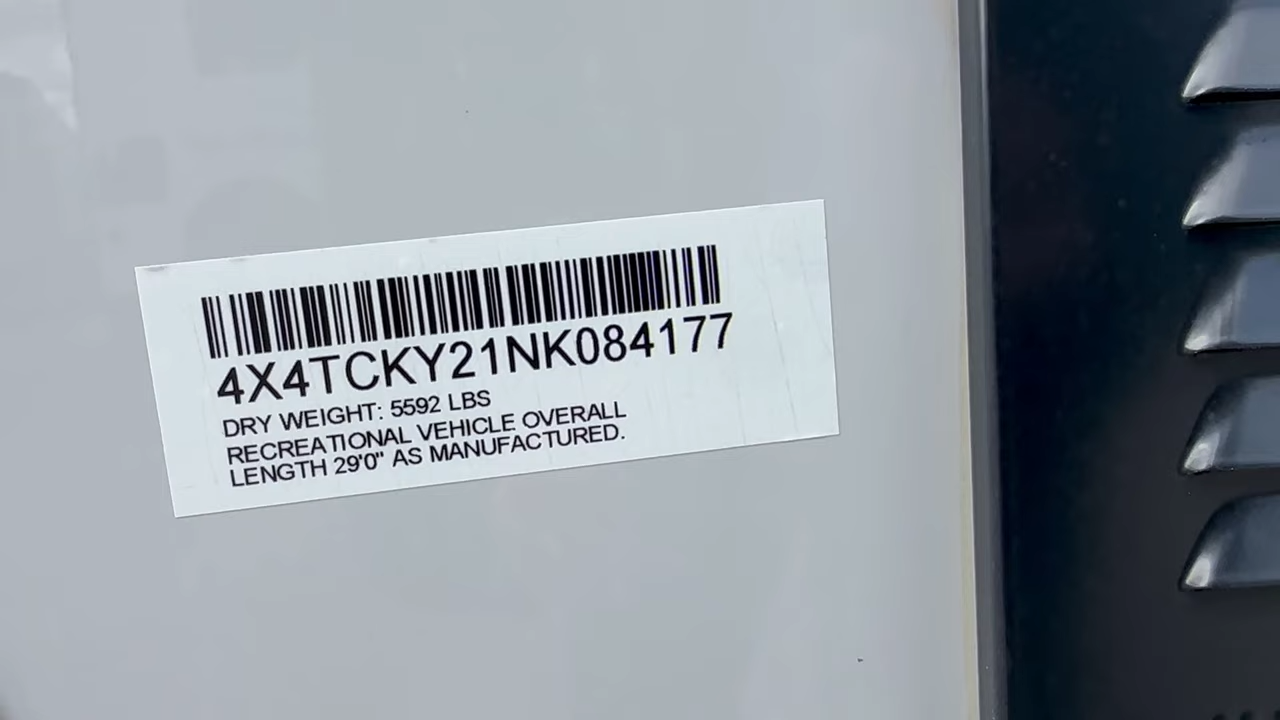 4X4TCKY21NK084177
DRY WEIGHT: 5592 LBS
RECREATIONAL VEHICLE OVERALL
LENGTH 29'0" AS MANUFACTURED.